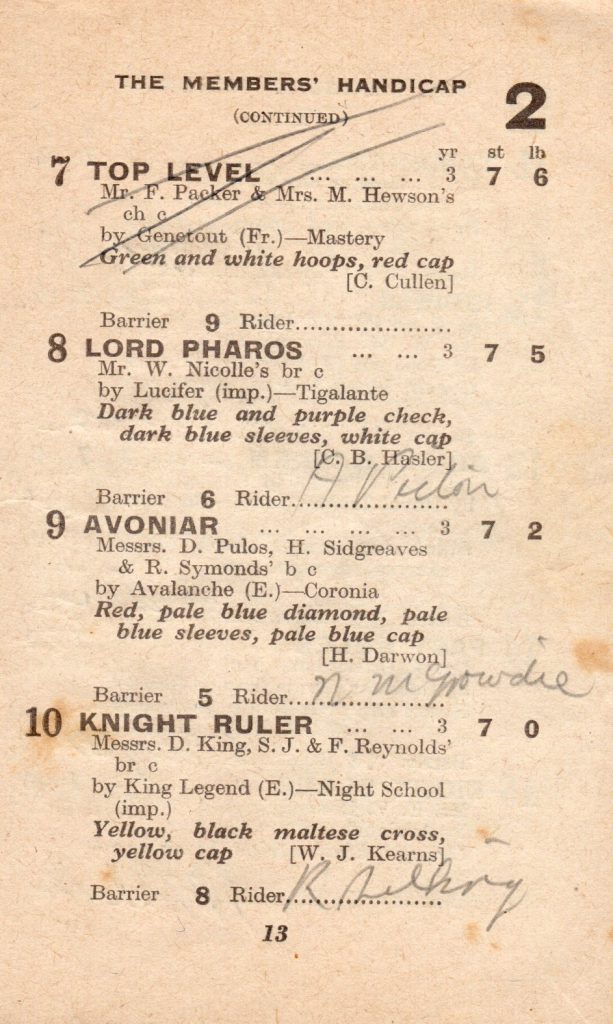 THE MEMBERS' HANDICAP 2
(CONTINUED)
yr st lb
7 TOP LEVEL ... ... ... 3 7 6
Mr. F. Packer & Mrs. M. Hewson's
ch c
by Genetout (Fr.)—Mastery
Green and white hoops, red cap
[C. Cullen]
Barrier 9 Rider......................
8 LORD PHAROS ... ... 3 7 5
Mr. W. Nicolle's br c
by Lucifer (imp.)—Tigalante
Dark blue and purple check,
dark blue sleeves, white cap
[C. B. Hasler]
Barrier 6 Rider......................
9 AVONIAR ... ... ... ... 3 7 2
Messrs. D. Pulos, H. Sidgreaves
& R. Symonds' b c
by Avalanche (E.)—Coronia
Red, pale blue diamond, pale
blue sleeves, pale blue cap
[H. Darwon]
Barrier 5 Rider...................... N McGrowdie
10 KNIGHT RULER ... ... 3 7 0
Messrs. D. King, S. J. & F. Reynolds'
br c
by King Legend (E.)—Night School
(imp.)
Yellow, black maltese cross,
yellow cap [W. J. Kearns]
Barrier 8 Rider...................... R Selkrig
13